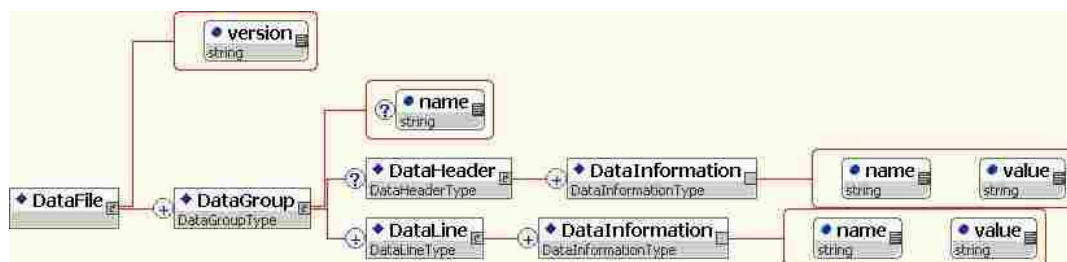 version
string
name
string
DataHeader
DataHeaderType
DataInformation
DataInformationType
name
string
value
string
DataFile
DataGroup
DataGroupType
DataLine
DataLineType
DataInformation
DataInformationType
name
string
value
string